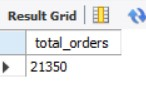 Result Grid
total_orders
21350